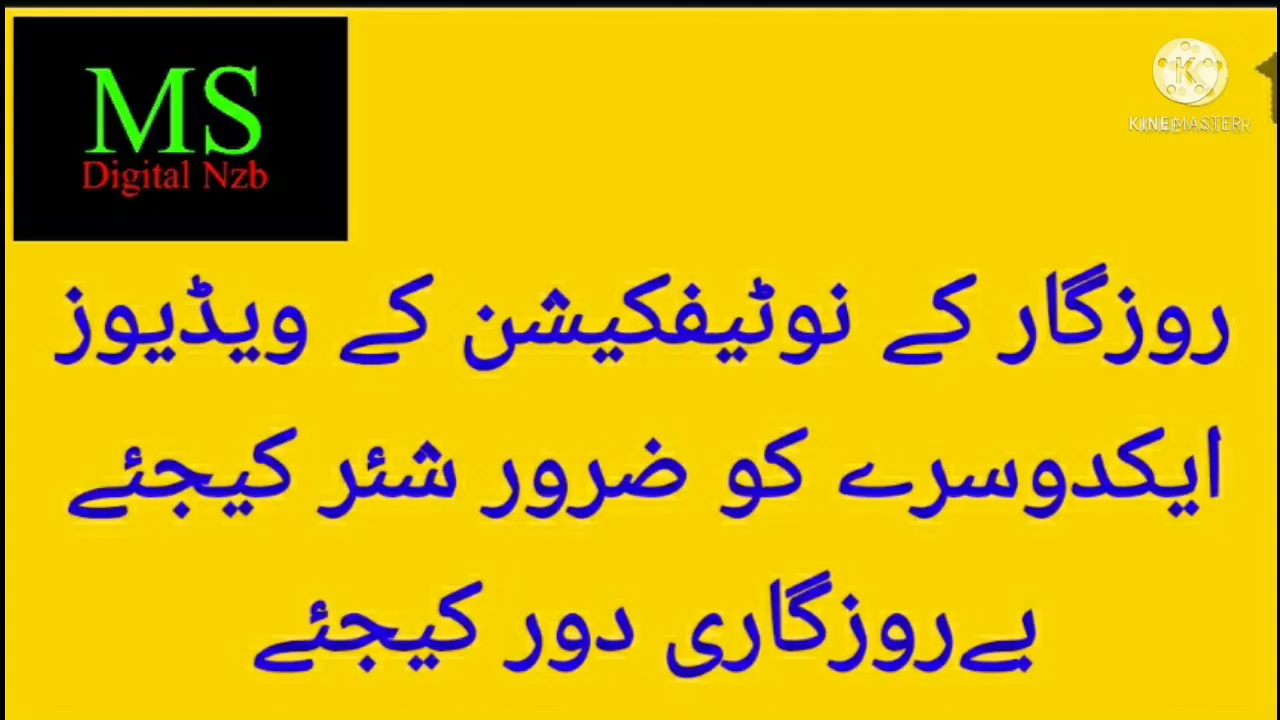 MS
Digital Nzb
KINEMASTER
روزگار کے نوٹیفکیشن کے ویڈیوز
ایکدوسرے کو ضرور شئر کیجئے
بےروزگاری دور کیجئے